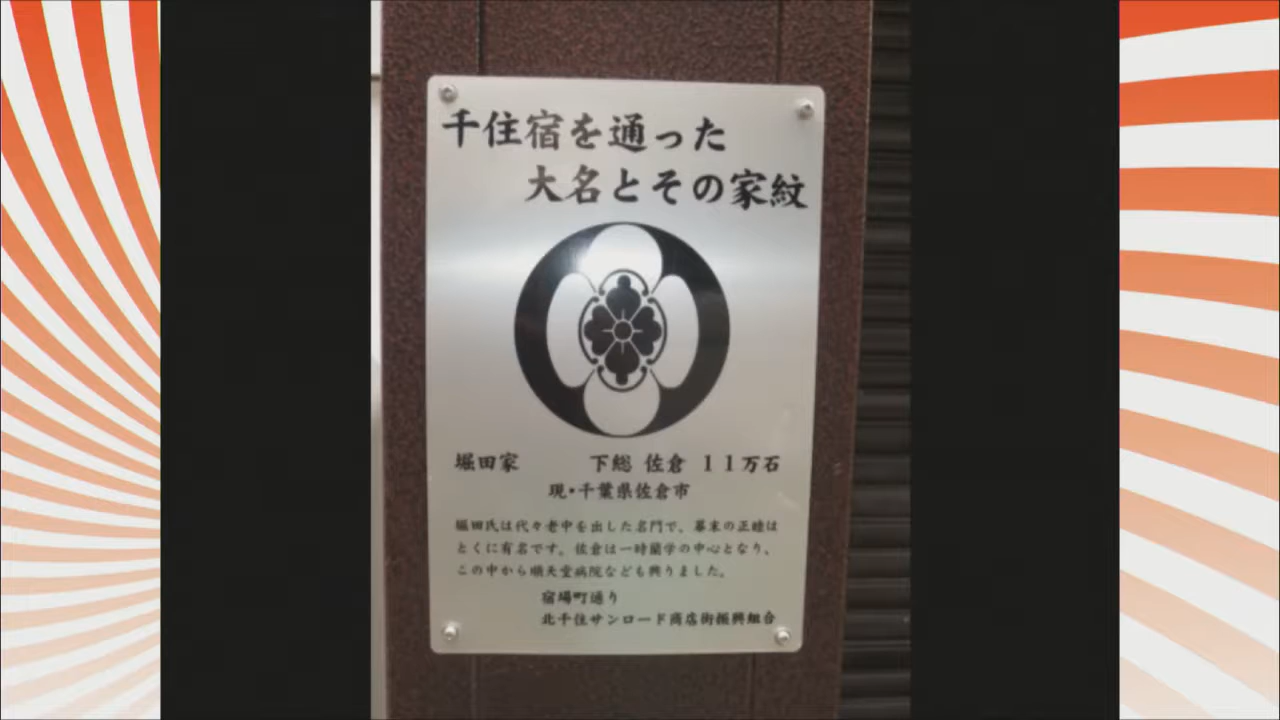 千住宿を通った
大名とその家紋
堀田家 下総 佐倉 11万石
現・千葉県佐倉市
堀田氏は代々老中を出した名門で、幕末の正睦は
とくに有名です。佐倉は一時蘭学の中心となり、
この中から順天堂病院なども興りました。
宿場町通り
北千住サンロード商店街振興組合